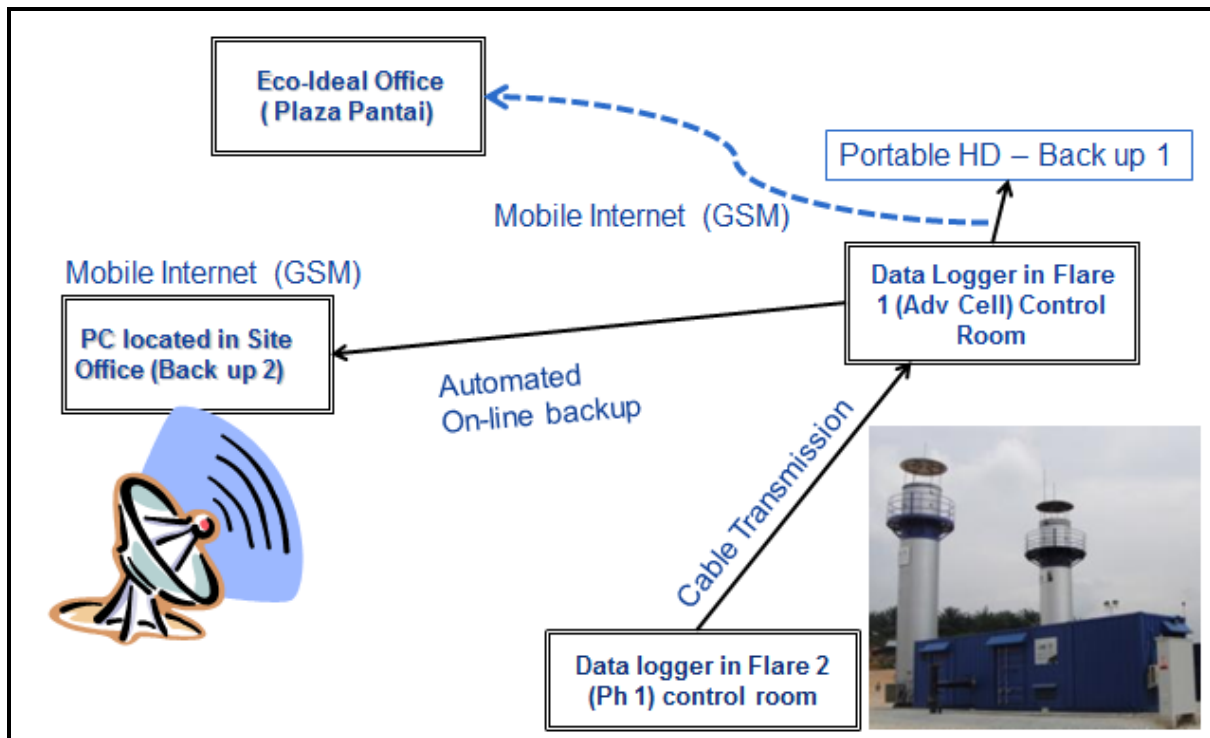 Eco-Ideal Office
( Plaza Pantai)
Portable HD – Back up 1
Mobile Internet (GSM)
Mobile Internet (GSM)
Data Logger in Flare
1 (Adv Cell) Control
Room
PC located in Site
Office (Back up 2)
Automated
On-line backup
Cable Transmission
Data logger in Flare 2
(Ph 1) control room